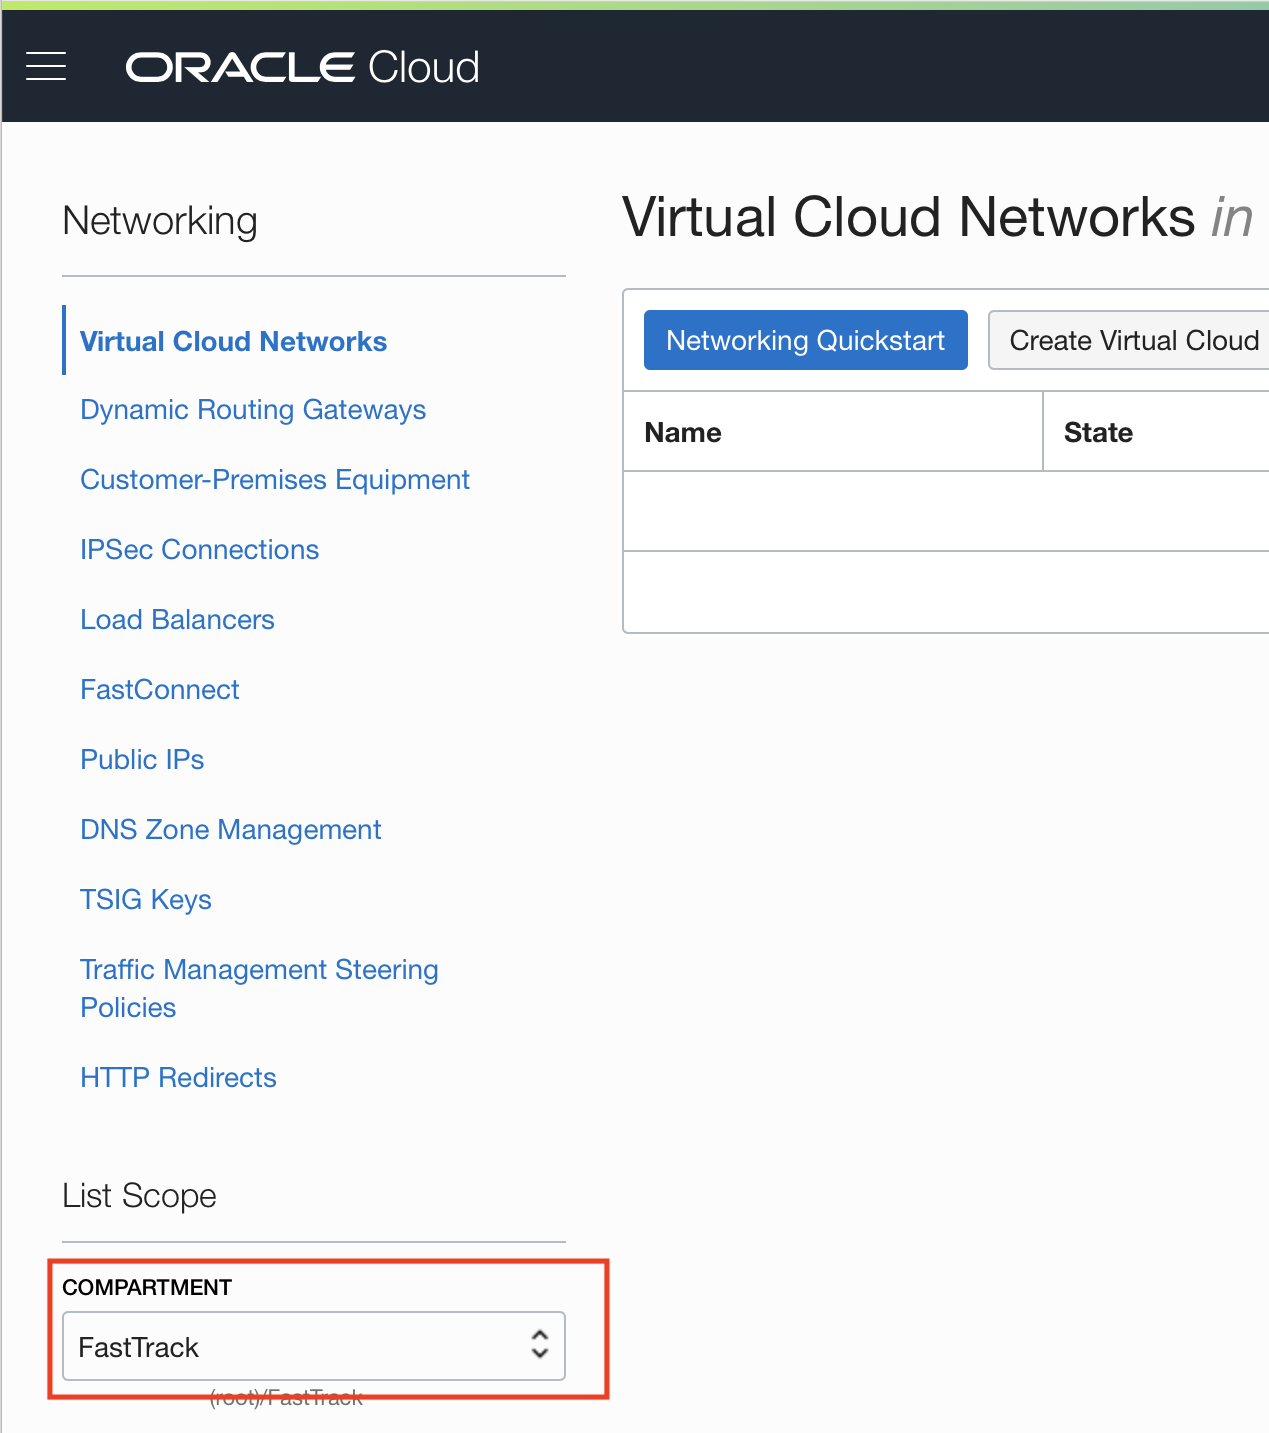 ORACLE Cloud
Networking
Virtual Cloud Networks
Dynamic Routing Gateways
Customer-Premises Equipment
IPSec Connections
Load Balancers
FastConnect
Public IPs
DNS Zone Management
TSIG Keys
Traffic Management Steering
Policies
HTTP Redirects
List Scope
COMPARTMENT
FastTrack
(root)/FastTrack
Virtual Cloud Networks in
Networking Quickstart Create Virtual Cloud
Name State